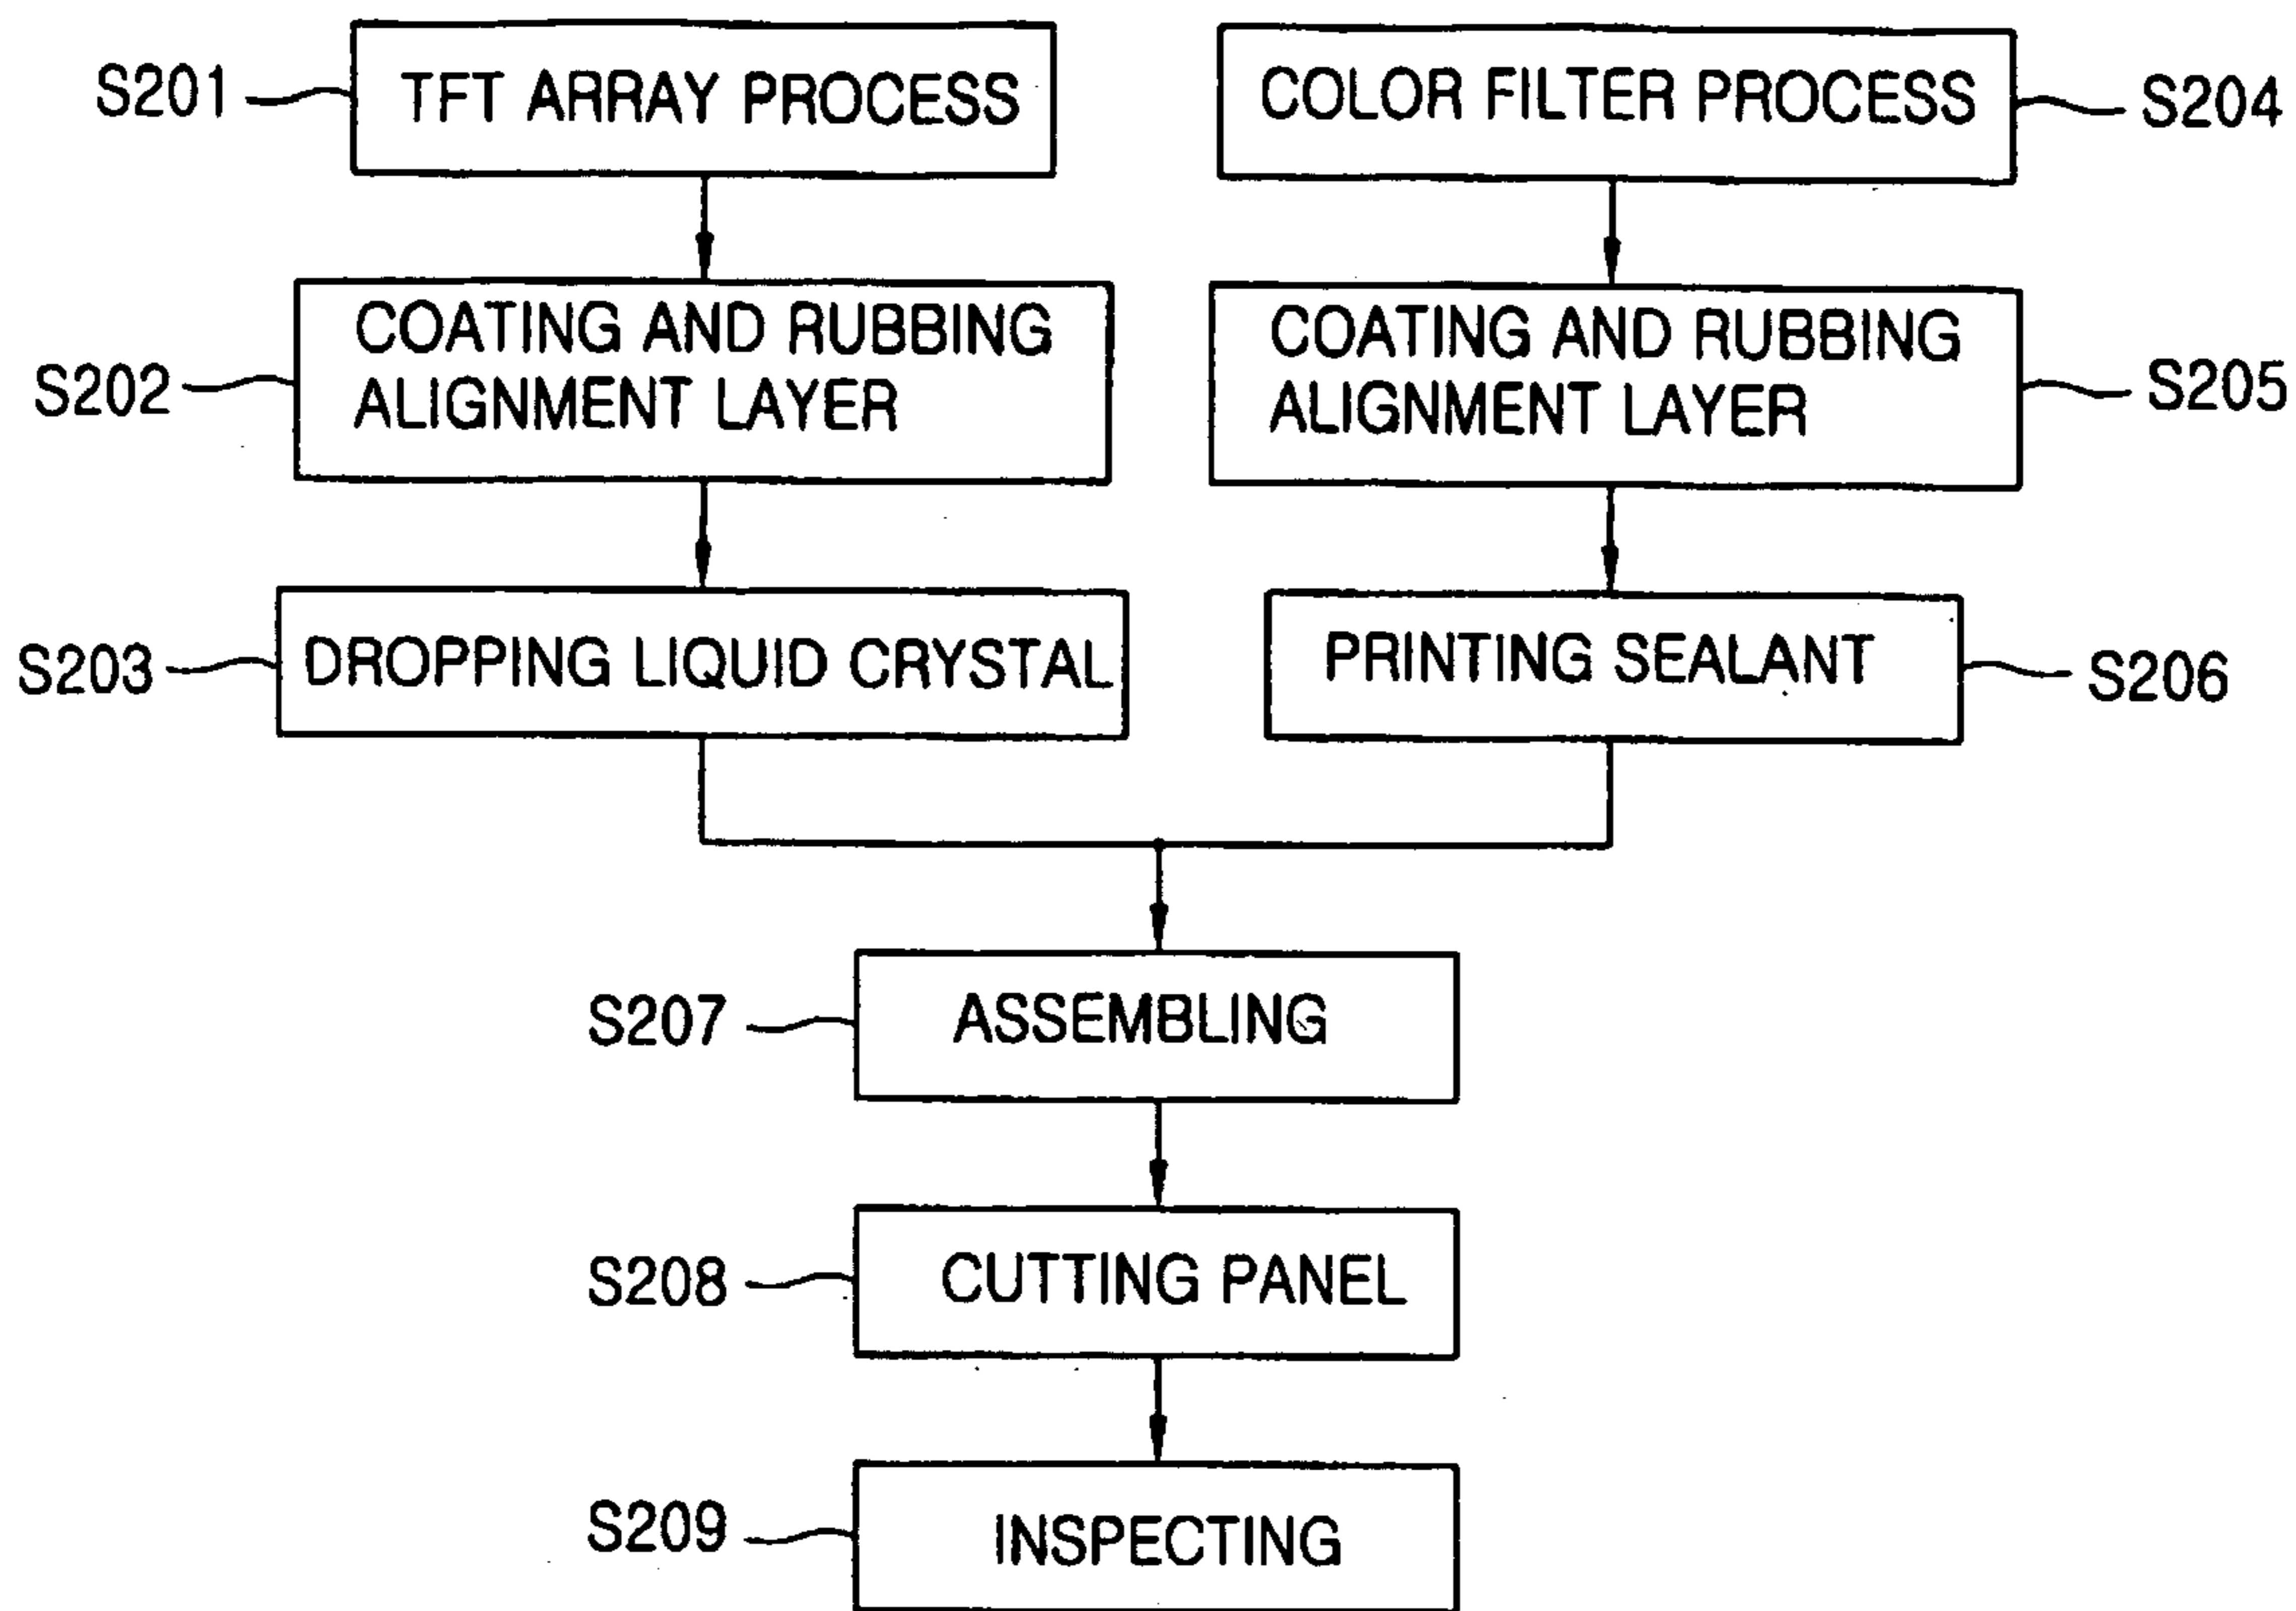 S201
TFT ARRAY PROCESS
COLOR FILTER PROCESS
S204
S202
COATING AND RUBBING
ALIGNMENT LAYER
COATING AND RUBBING
ALIGNMENT LAYER
S205
S203
DROPPING LIQUID CRYSTAL
PRINTING SEALANT
S206
S207
ASSEMBLING
S208
CUTTING PANEL
S209
INSPECTING